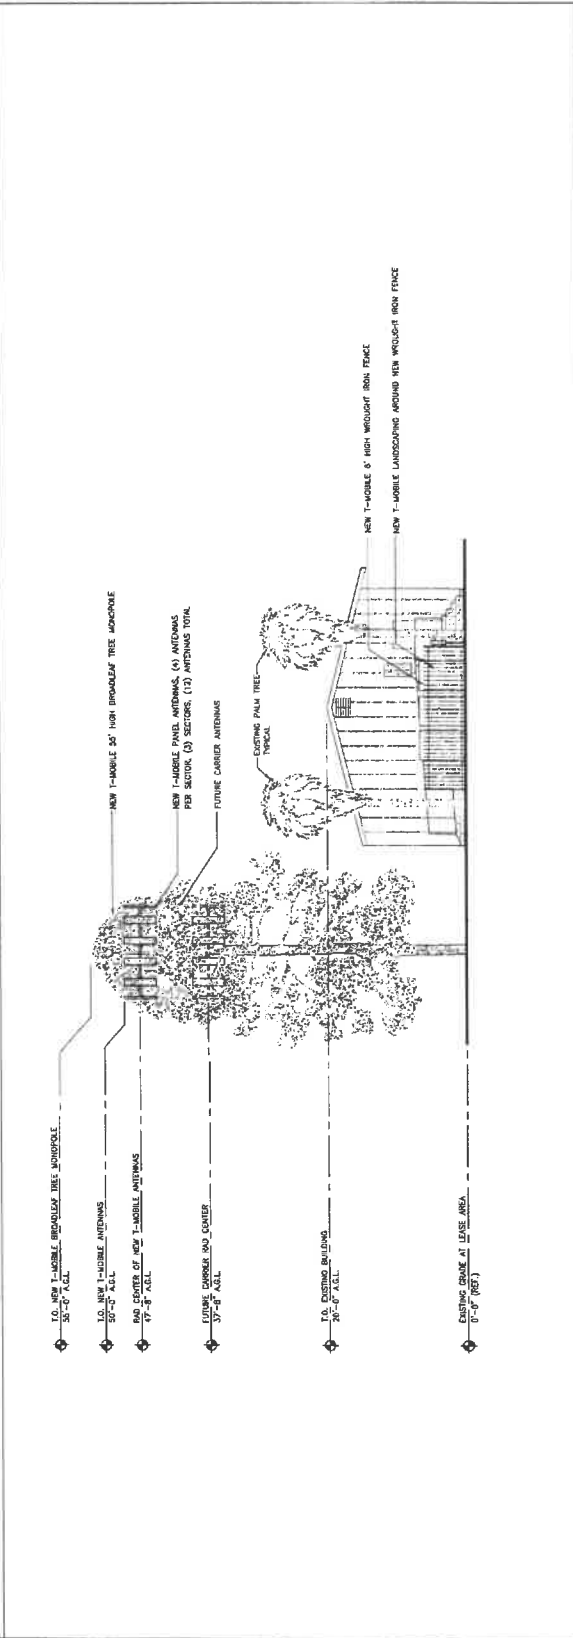 T.O. NEW T-MOBILE BROADLEAF TREE MONOPOLE
55'-0" A.G.L.
T.O. NEW T-MOBILE ANTENNAS
50'-0" A.G.L.
RAD CENTER OF NEW T-MOBILE ANTENNAS
47'-8" A.G.L.
FUTURE CARRIER RAD CENTER
37'-8" A.G.L.
T.O. EXISTING BUILDING
20'-0" A.G.L.
EXISTING GRADE AT LEASE AREA
0'-0" (REF.)
NEW T-MOBILE 55' HIGH BROADLEAF TREE MONOPOLE
NEW T-MOBILE PANEL ANTENNAS, (4) ANTENNAS
PER SECTOR, (3) SECTORS, (12) ANTENNAS TOTAL
FUTURE CARRIER ANTENNAS
EXISTING PALM TREE
TYPICAL
NEW T-MOBILE 6' HIGH WROUGHT IRON FENCE
NEW T-MOBILE LANDSCAPING AROUND NEW WROUGHT IRON FENCE